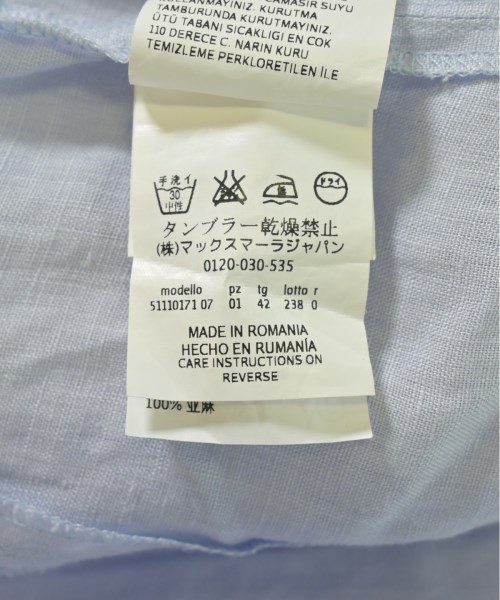 KULLANMAYINIZ. KURUTMA
TAMBURUNDA KURUTMAYINIZ.
ÜTÜ TABANI SICAKLIGI EN COK
110 DERECE C. NARIN KURU
TEMIZLEME PERKLORETILEN İLE
手洗イ
30
中性
ドライ
タンブラー乾燥禁止
(株)マックスマーラジャパン
0120-030-535
modello pz tg lotto r
51110171 07 01 42 238 0
MADE IN ROMANIA
HECHO EN RUMANÍA
CARE INSTRUCTIONS ON
REVERSE
100% 亚麻